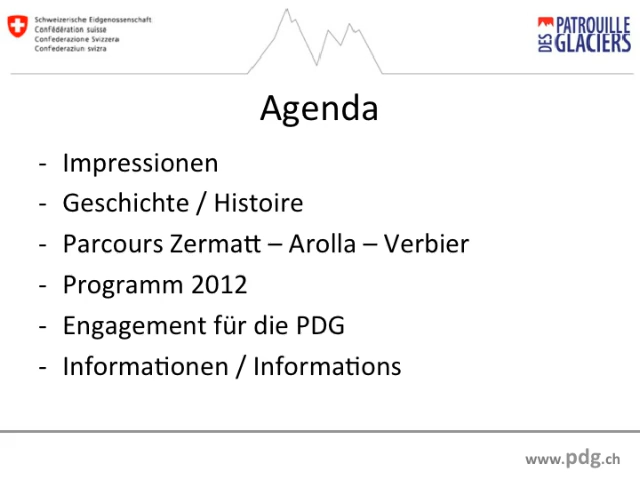 Schweizerische Eidgenossenschaft
Confédération suisse
Confederazione Svizzera
Confederaziun svizra
PATROUILLE
DES GLACIERS
Agenda
- Impressionen
- Geschichte / Histoire
- Parcours Zermatt – Arolla – Verbier
- Programm 2012
- Engagement für die PDG
- Informationen / Informations
www.pdg.ch